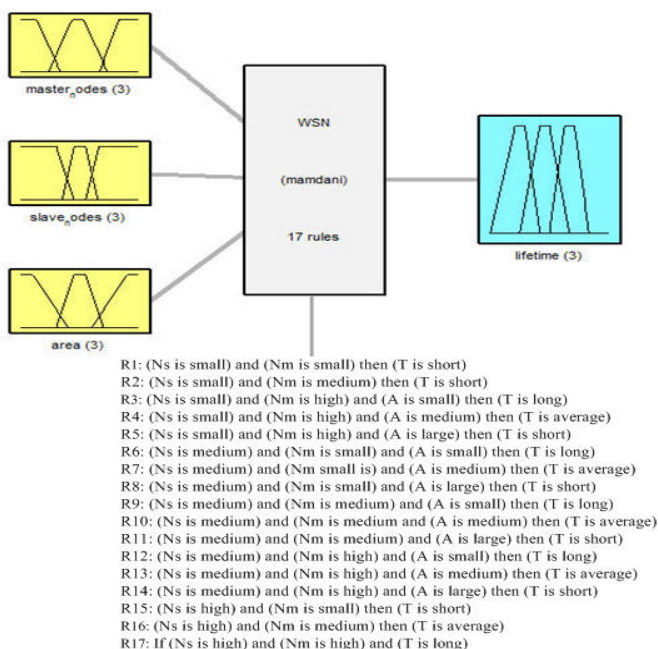 master_nodes (3)
slave_nodes (3)
area (3)
WSN
(mamdani)
17 rules
lifetime (3)
R1: (Ns is small) and (Nm is small) then (T is short)
R2: (Ns is small) and (Nm is medium) then (T is short)
R3: (Ns is small) and (Nm is high) and (A is small) then (T is long)
R4: (Ns is small) and (Nm is high) and (A is medium) then (T is average)
R5: (Ns is small) and (Nm is high) and (A is large) then (T is short)
R6: (Ns is medium) and (Nm is small) and (A is small) then (T is long)
R7: (Ns is medium) and (Nm small is) and (A is medium) then (T is average)
R8: (Ns is medium) and (Nm is small) and (A is large) then (T is short)
R9: (Ns is medium) and (Nm is medium) and (A is small) then (T is long)
R10: (Ns is medium) and (Nm is medium and (A is medium) then (T is average)
R11: (Ns is medium) and (Nm is medium) and (A is large) then (T is short)
R12: (Ns is medium) and (Nm is high) and (A is small) then (T is long)
R13: (Ns is medium) and (Nm is high) and (A is medium) then (T is average)
R14: (Ns is medium) and (Nm is high) and (A is large) then (T is short)
R15: (Ns is high) and (Nm is small) then (T is short)
R16: (Ns is high) and (Nm is medium) then (T is average)
R17: If (Ns is high) and (Nm is high) and (T is long)